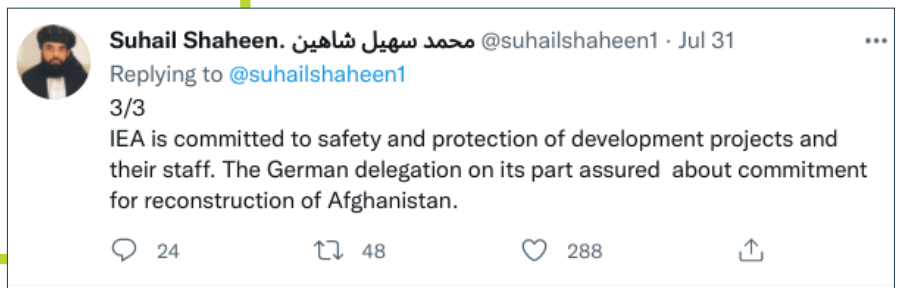 Suhail Shaheen. محمد سهیل شاهین @suhailshaheen1 · Jul 31
Replying to @suhailshaheen1
3/3
IEA is committed to safety and protection of development projects and
their staff. The German delegation on its part assured  about commitment
for reconstruction of Afghanistan.
24 48 288